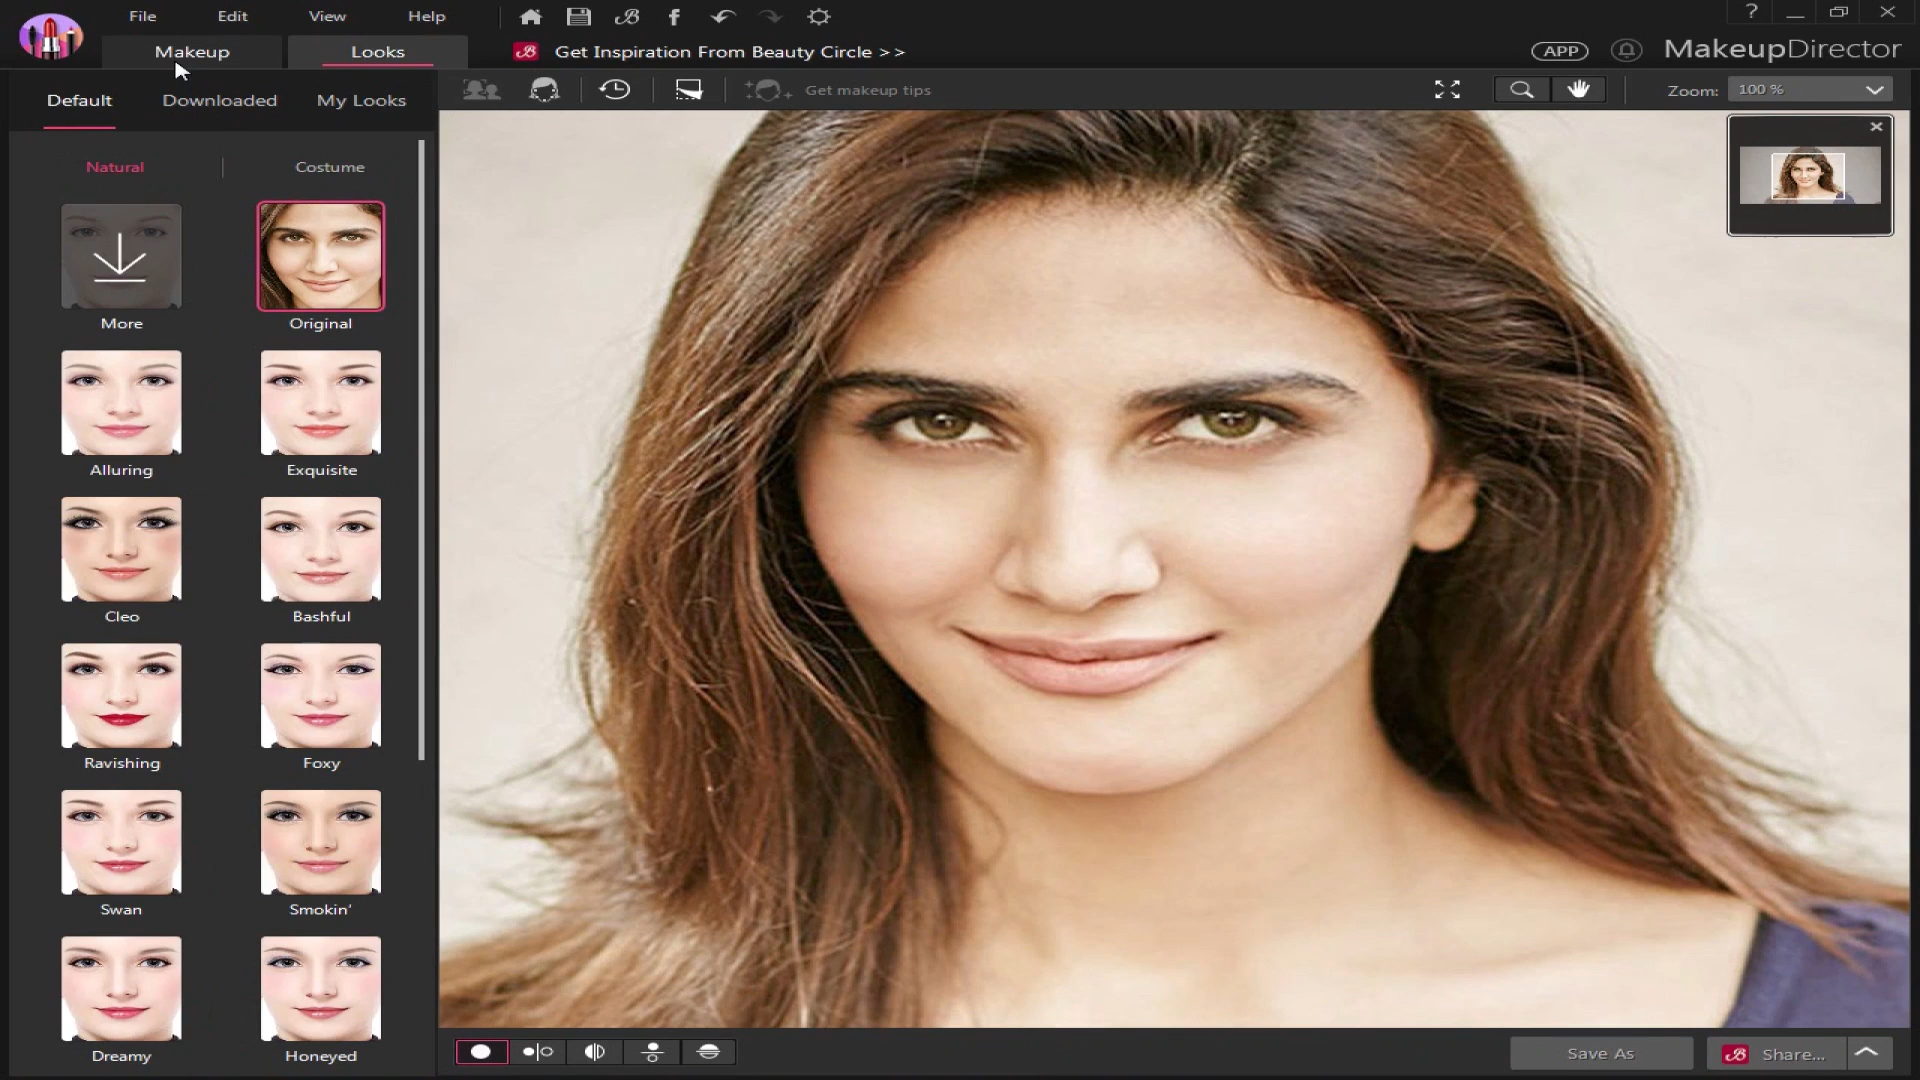 File Edit View Help
?
Makeup Looks
Get Inspiration From Beauty Circle >>
APP
MakeupDirector
Default Downloaded My Looks
Get makeup tips
Zoom: 100 %
Natural Costume
More Original
Alluring Exquisite
Cleo Bashful
Ravishing Foxy
Swan Smokin'
Dreamy Honeyed
Save As Share...